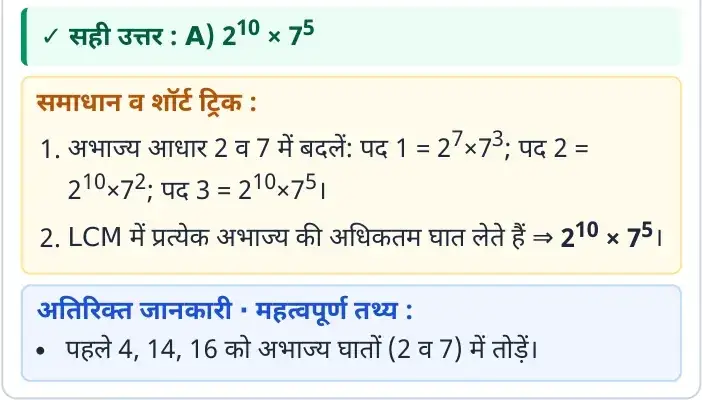 ✓ सही उत्तर : A) 2¹⁰ × 7⁵
समाधान व शॉर्ट ट्रिक :
1. अभाज्य आधार 2 व 7 में बदलें: पद 1 = 2⁷×7³; पद 2 =
2¹⁰×7²; पद 3 = 2¹⁰×7⁵।
2. LCM में प्रत्येक अभाज्य की अधिकतम घात लेते हैं ⇒ 2¹⁰ × 7⁵।
अतिरिक्त जानकारी · महत्वपूर्ण तथ्य :
• पहले 4, 14, 16 को अभाज्य घातों (2 व 7) में तोड़ें।